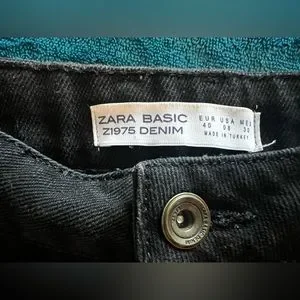 ZARA BASIC
Z1975 DENIM
EUR USA MEX
40 08 30
MADE IN TURKEY